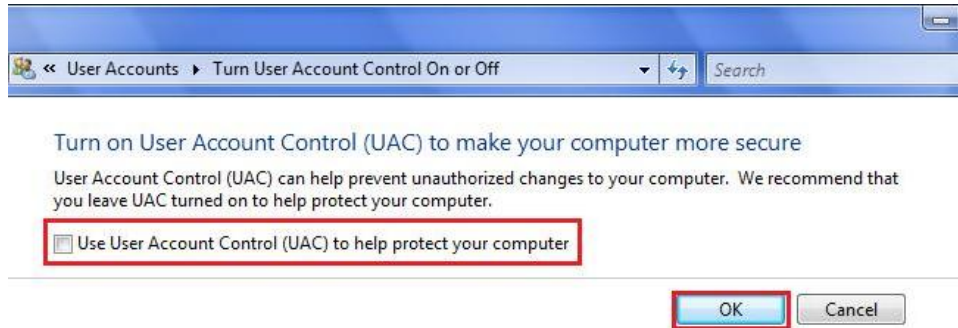 « User Accounts ▸ Turn User Account Control On or Off Search
Turn on User Account Control (UAC) to make your computer more secure
User Account Control (UAC) can help prevent unauthorized changes to your computer.  We recommend that
you leave UAC turned on to help protect your computer.
Use User Account Control (UAC) to help protect your computer
OK Cancel